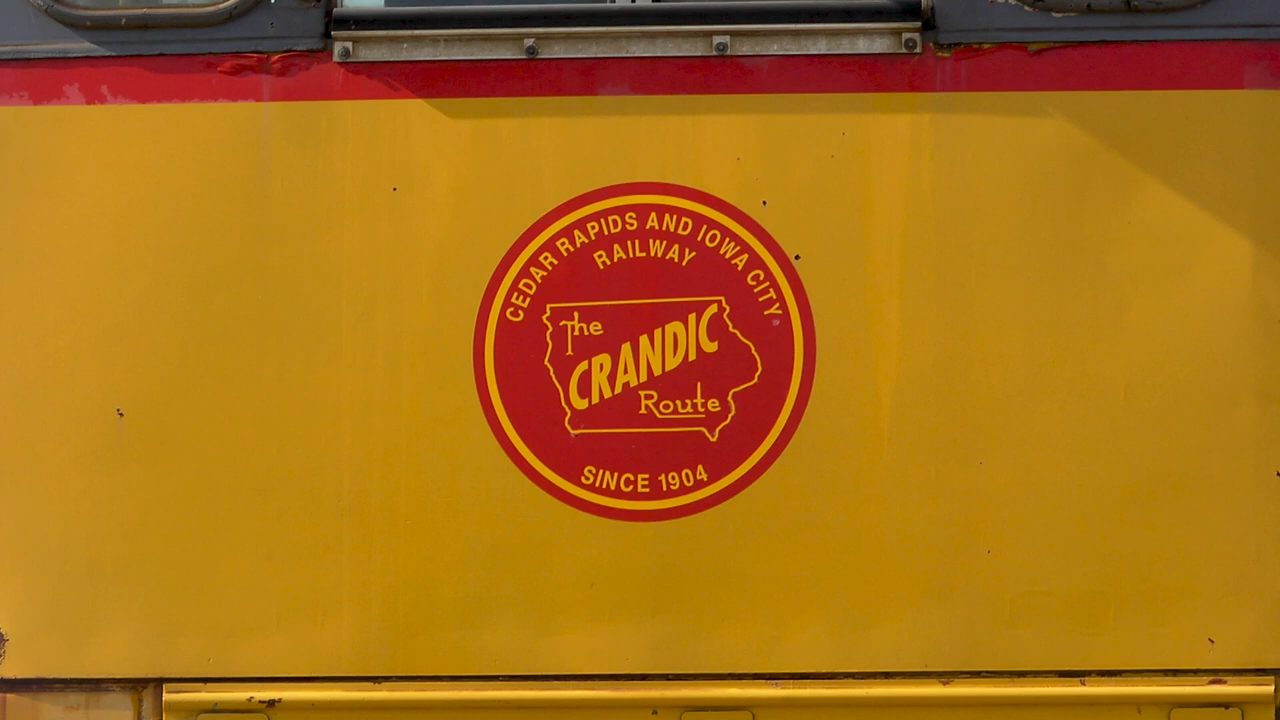 CEDAR RAPIDS AND IOWA CITY
RAILWAY
The
CRANDIC
Route
SINCE 1904